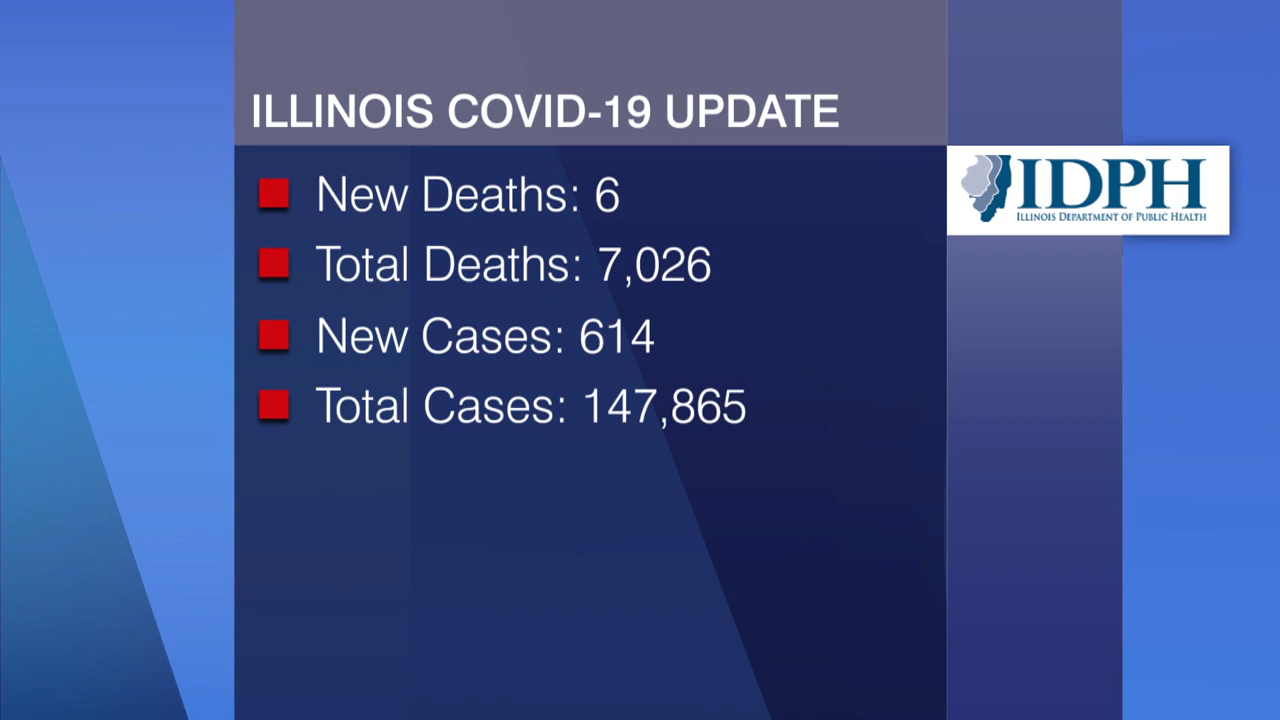 ILLINOIS COVID-19 UPDATE
New Deaths: 6
Total Deaths: 7,026
New Cases: 614
Total Cases: 147,865
IDPH
ILLINOIS DEPARTMENT OF PUBLIC HEALTH